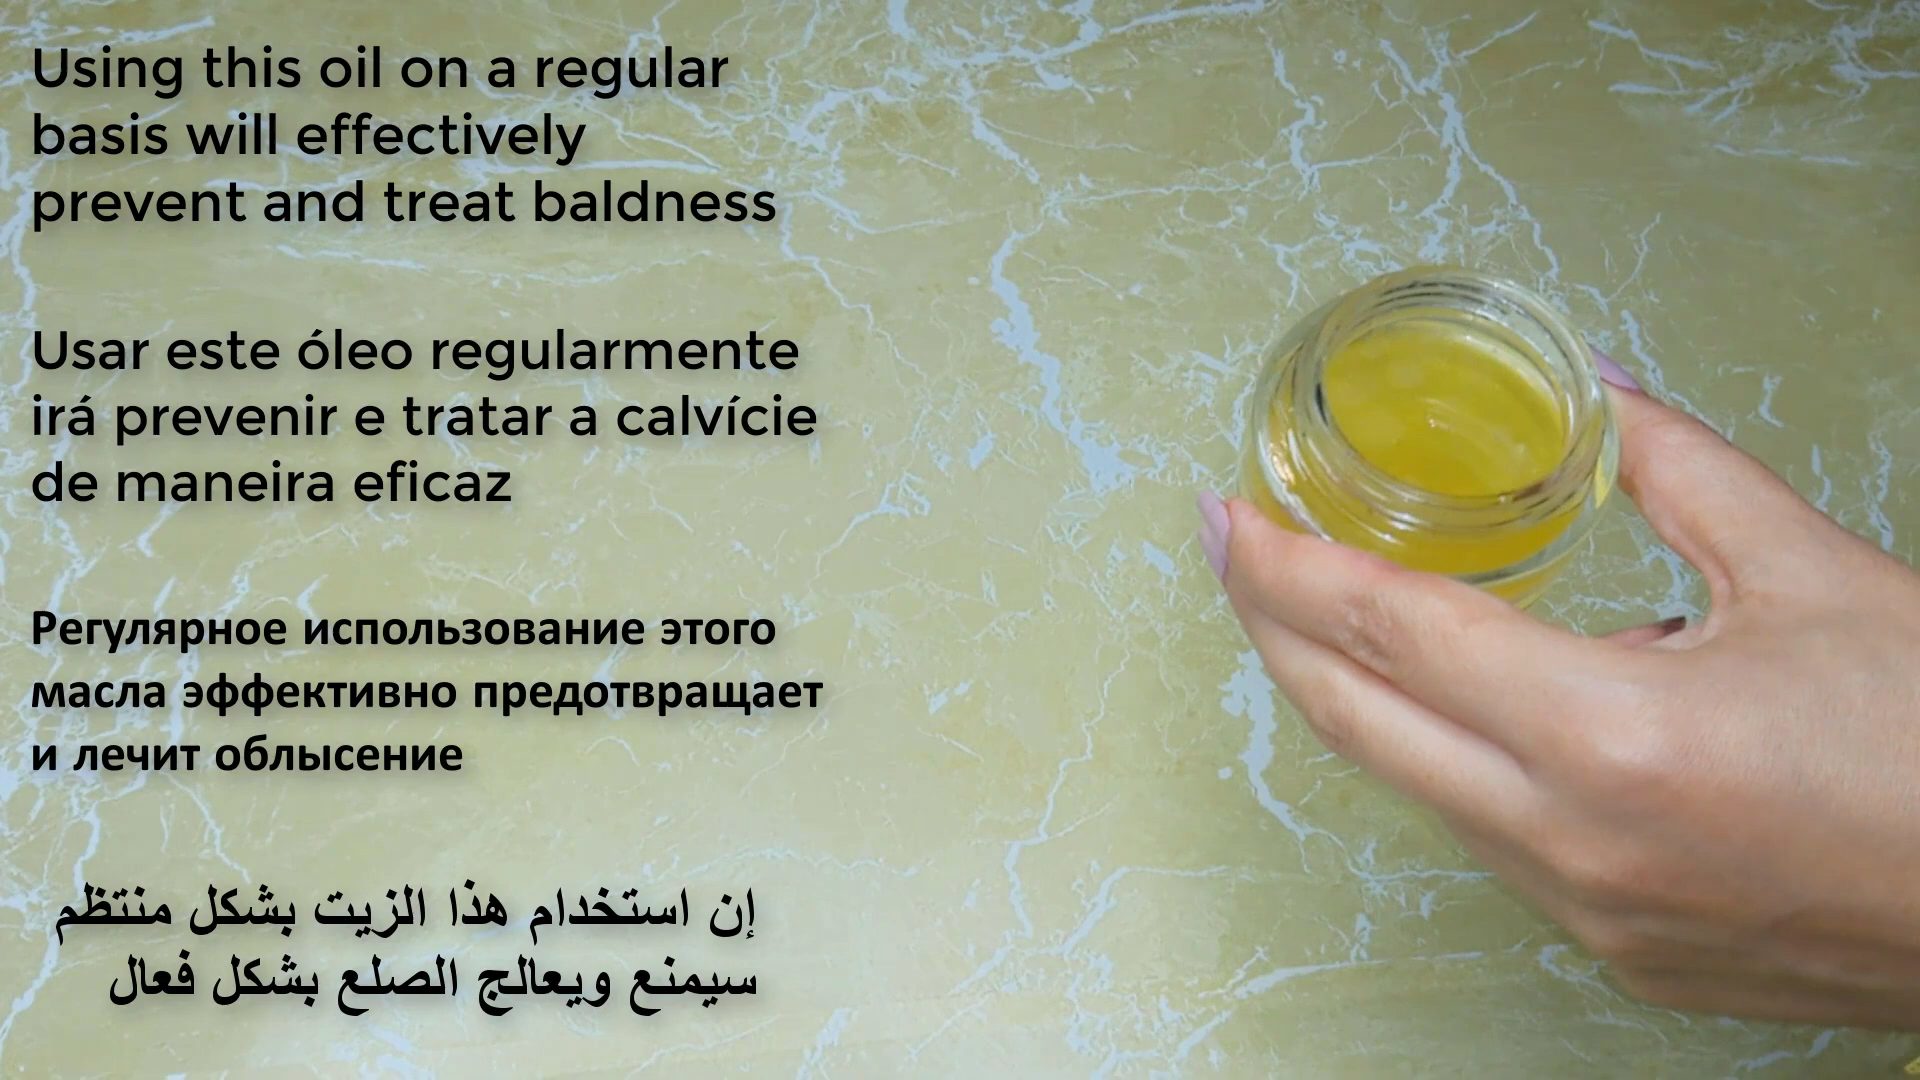 Using this oil on a regular
basis will effectively
prevent and treat baldness
Usar este óleo regularmente
irá prevenir e tratar a calvície
de maneira eficaz
Регулярное использование этого
масла эффективно предотвращает
и лечит облысение
إن استخدام هذا الزيت بشكل منتظم
سيمنع ويعالج الصلع بشكل فعال